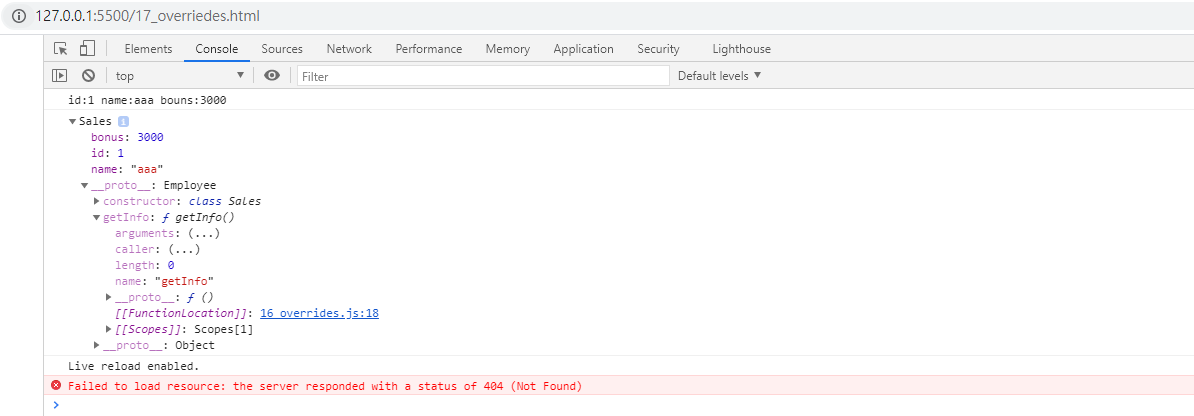 127.0.0.1:5500/17_overriedes.html
Elements Console Sources Network Performance Memory Application Security Lighthouse
top Filter Default levels
id:1 name:aaa bouns:3000
Sales i
bonus: 3000
id: 1
name: "aaa"
__proto__: Employee
constructor: class Sales
getInfo: ƒ getInfo()
arguments: (...)
caller: (...)
length: 0
name: "getInfo"
__proto__: ƒ ()
[[FunctionLocation]]: 16_overrides.js:18
[[Scopes]]: Scopes[1]
__proto__: Object
Live reload enabled.
Failed to load resource: the server responded with a status of 404 (Not Found)